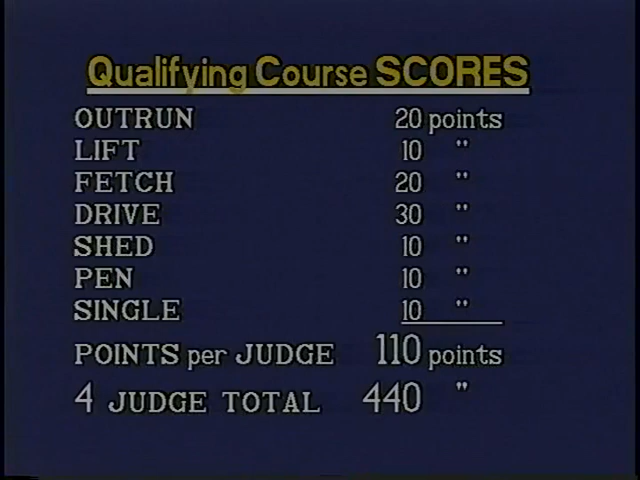 Qualifying Course SCORES
OUTRUN 20 points
LIFT 10 "
FETCH 20 "
DRIVE 30 "
SHED 10 "
PEN 10 "
SINGLE 10 "
POINTS per JUDGE 110 points
4 JUDGE TOTAL 440 "